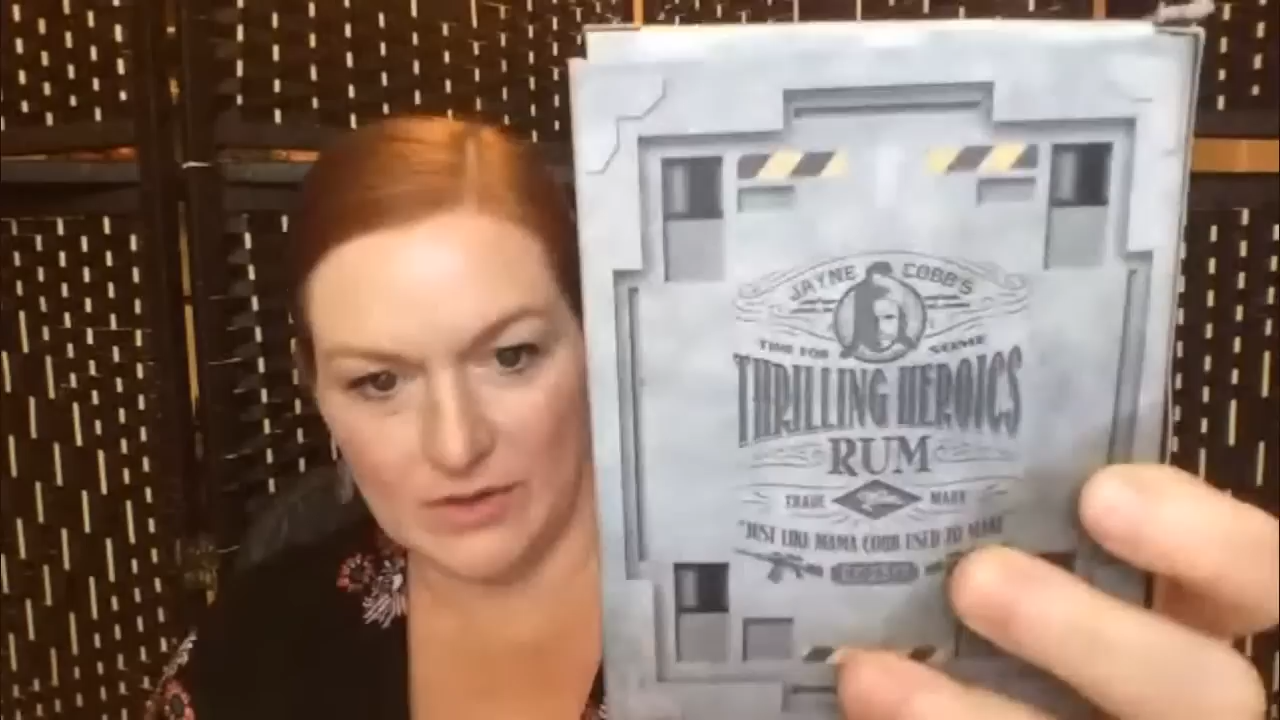 JAYNE COBB'S
TIME FOR SOME
THRILLING HEROICS
RUM
TRADE MARK
"JUST LIKE MAMA COBB USED TO MAKE"